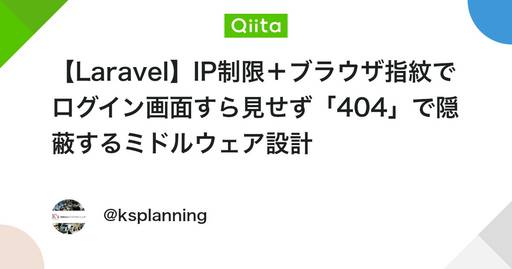 Qiita
【Laravel】IP制限＋ブラウザ指紋で
ログイン画面すら見せず「404」で隠
蔽するミドルウェア設計
@ksplanning